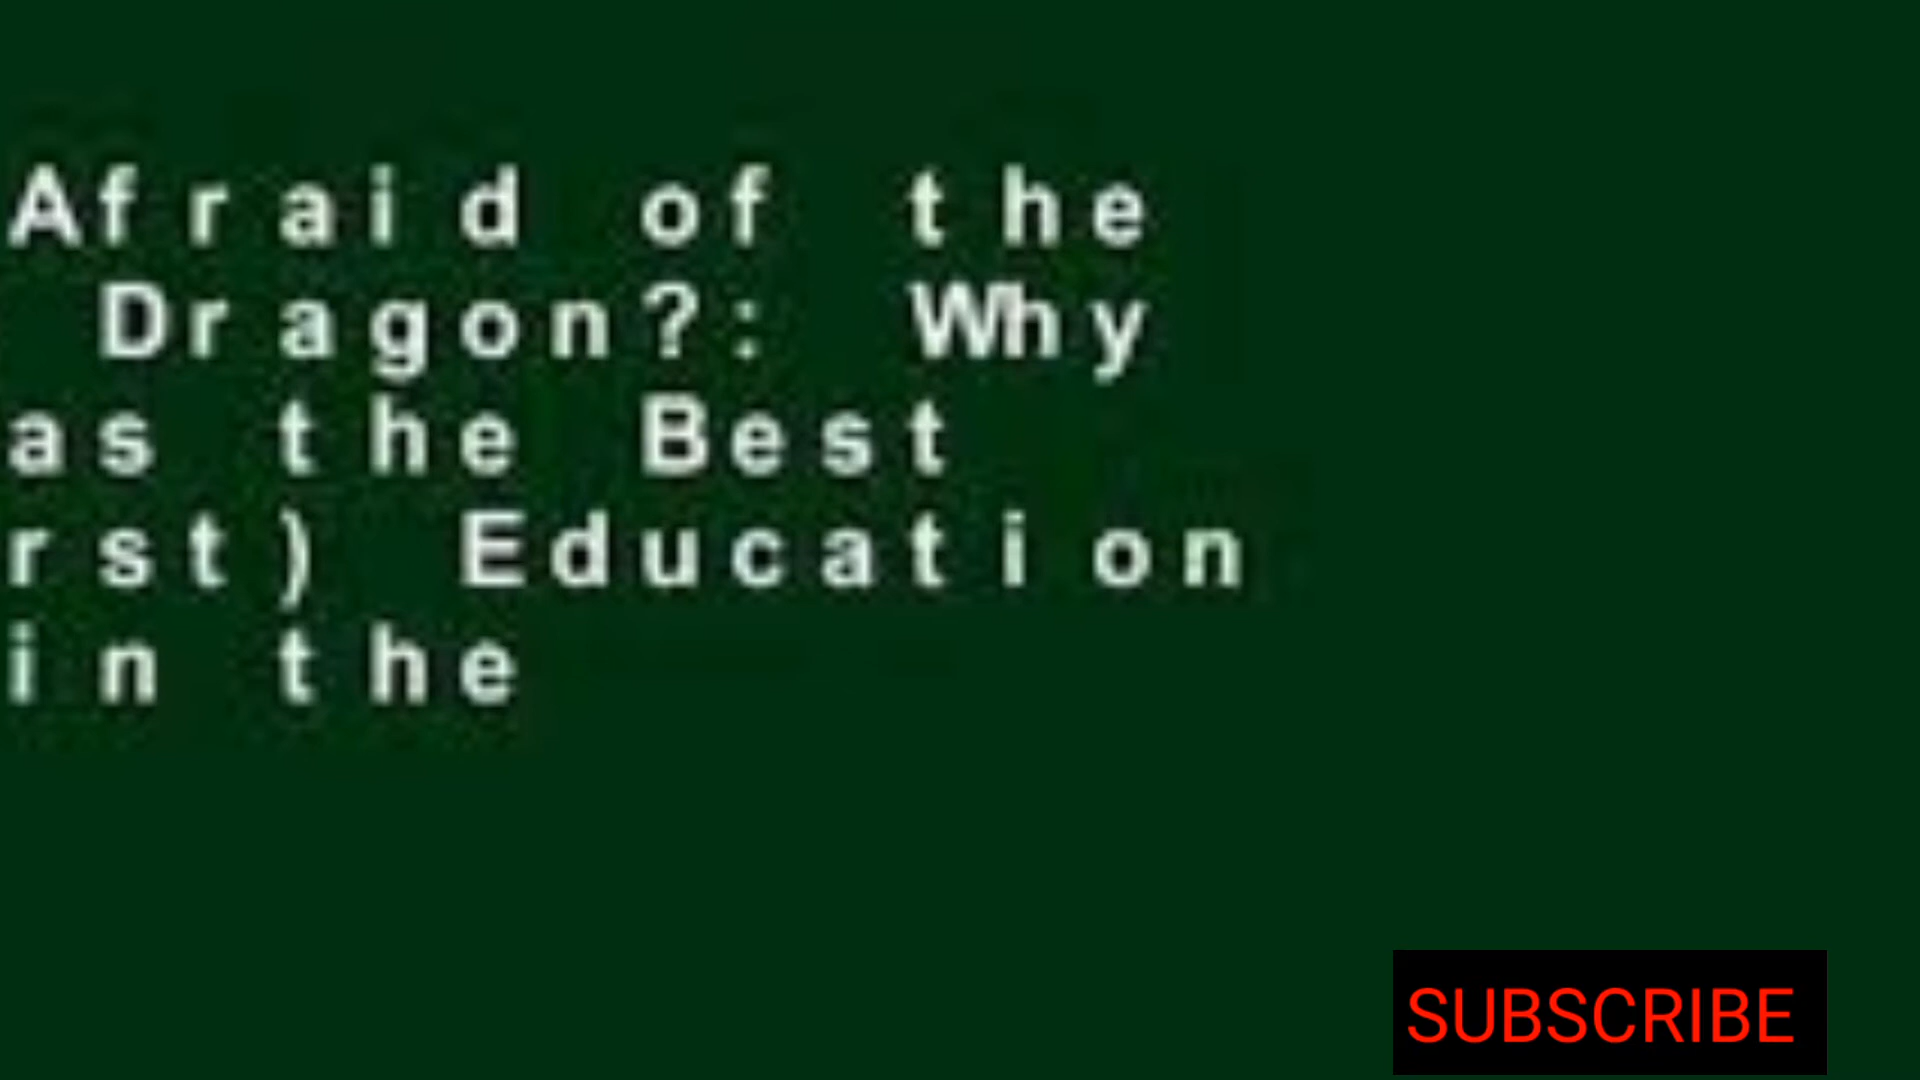 Afraid of the
Dragon?: Why
as the Best
rst) Education
in the
SUBSCRIBE